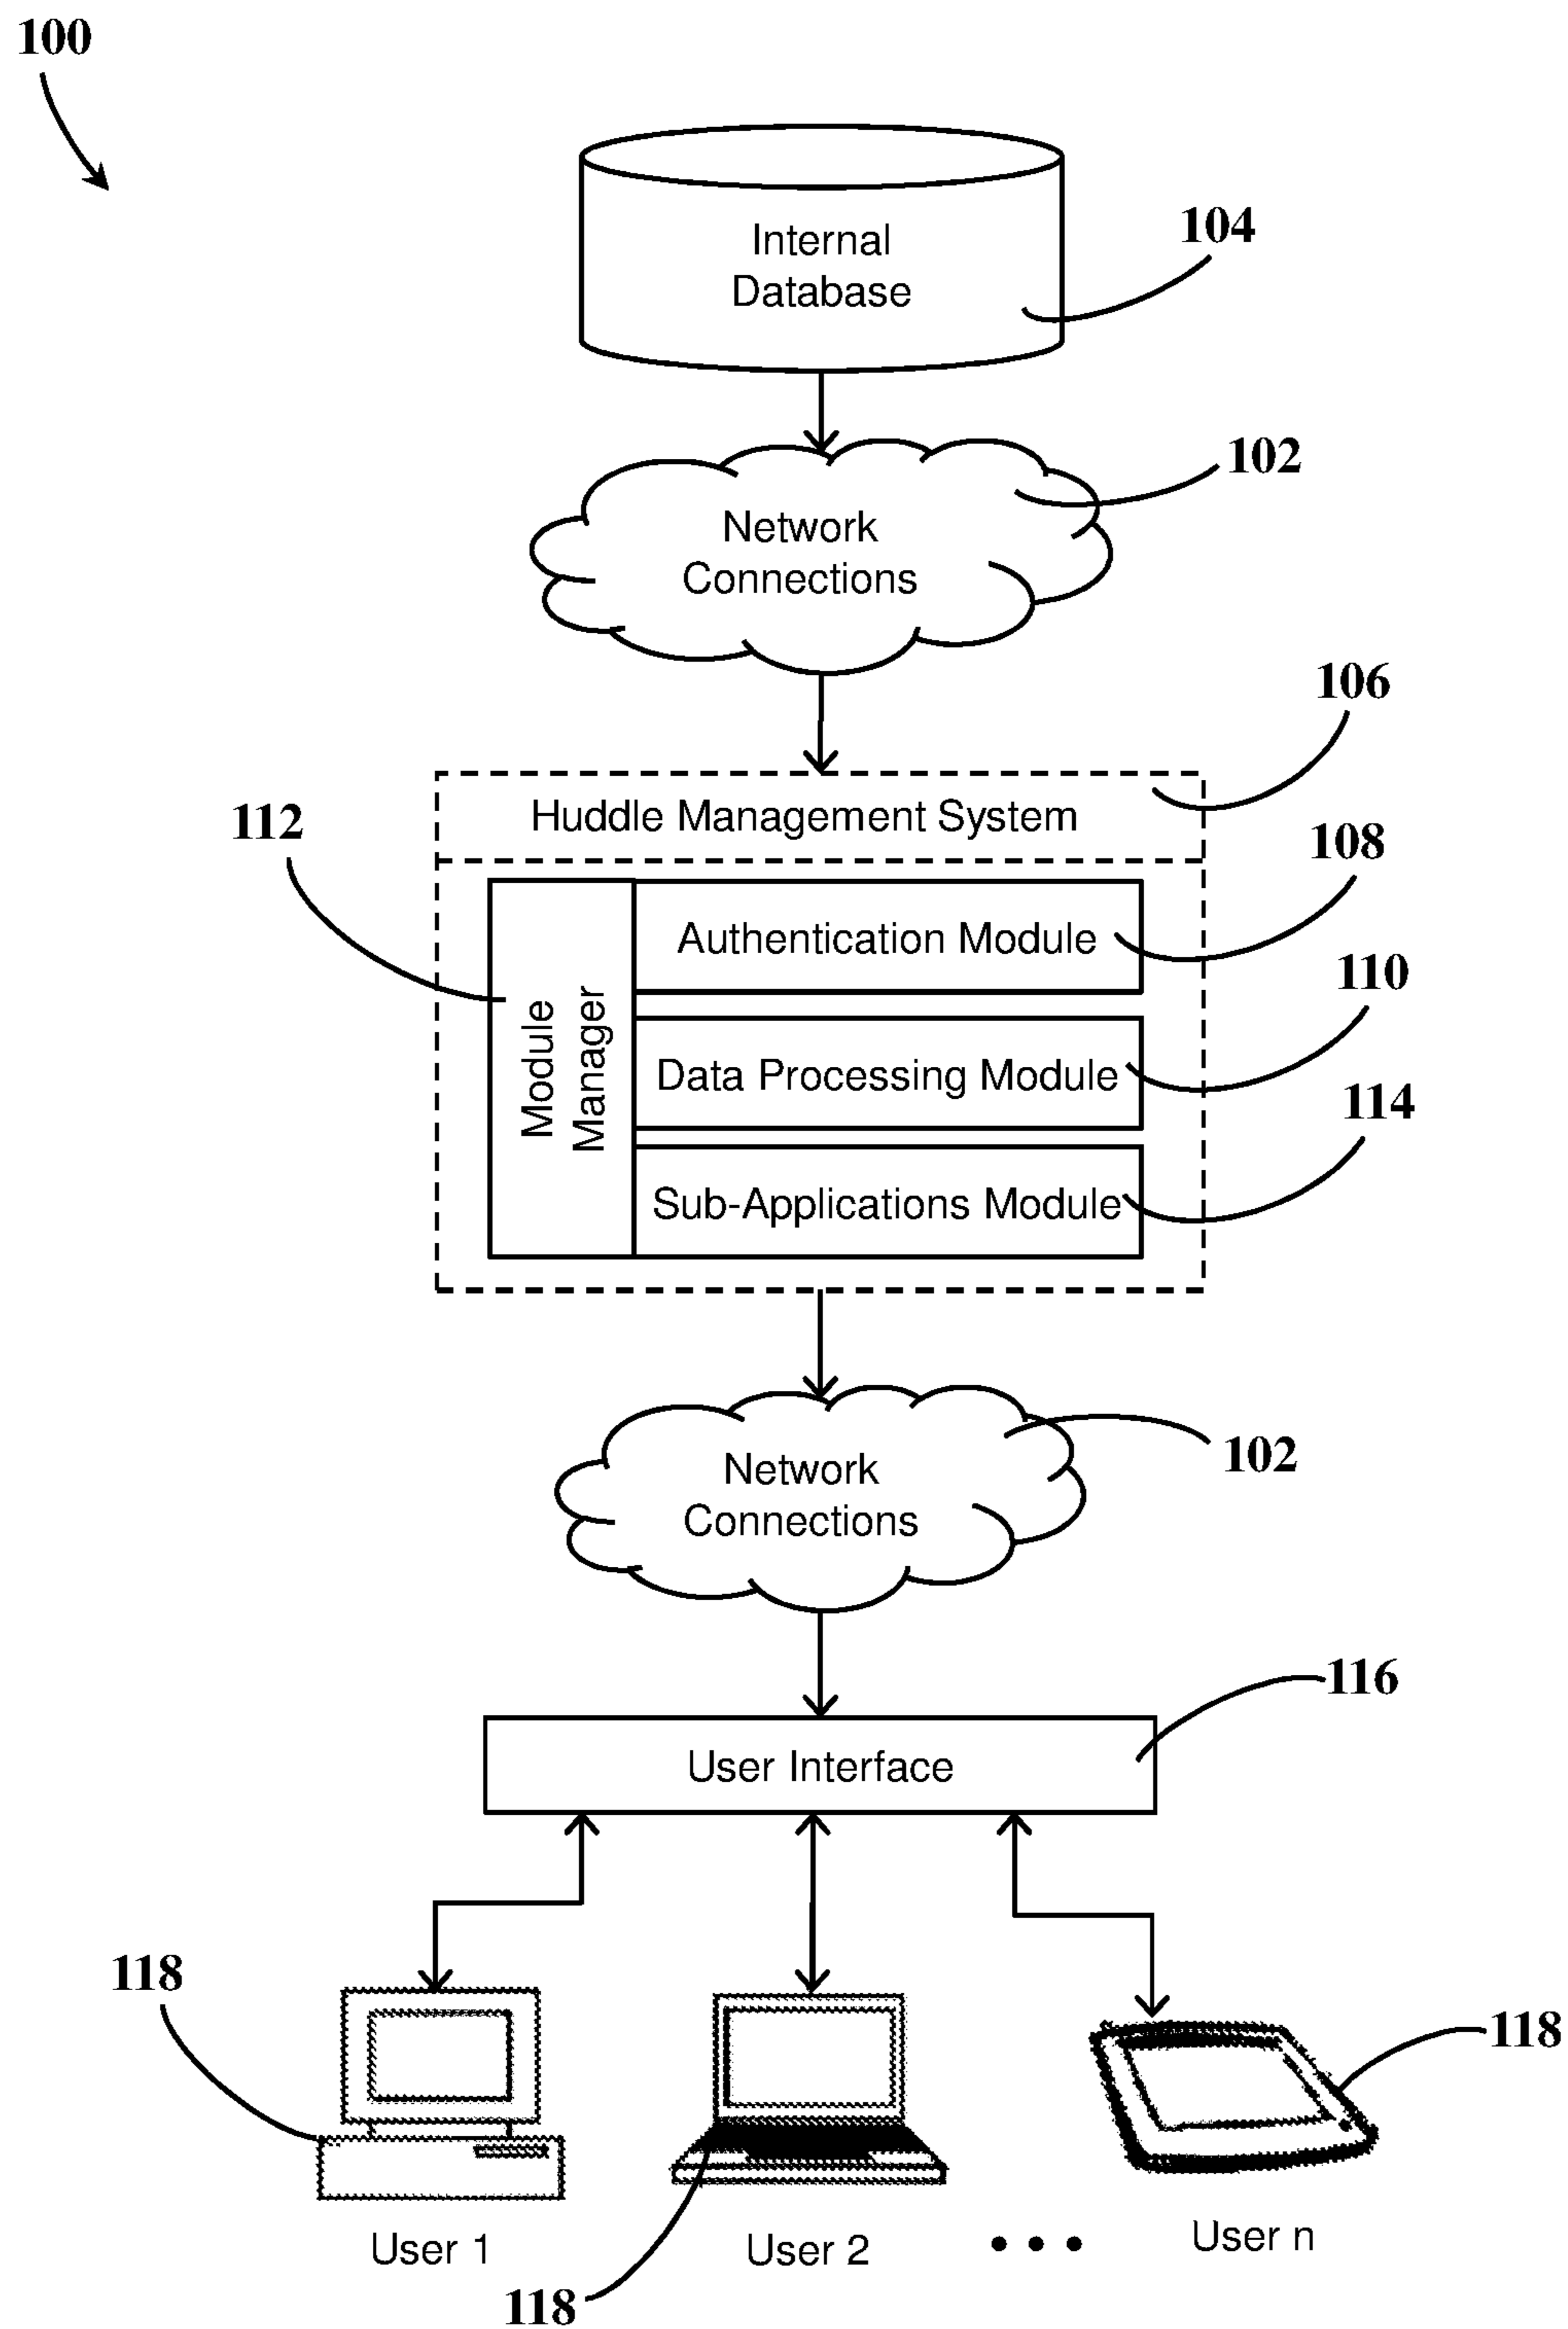 100
Internal
Database
104
102
Network
Connections
106
Huddle Management System
112
108
Authentication Module
110
Module
Manager
Data Processing Module
114
Sub-Applications Module
102
Network
Connections
116
User Interface
118
118
User 1
User 2
• • •
User n
118